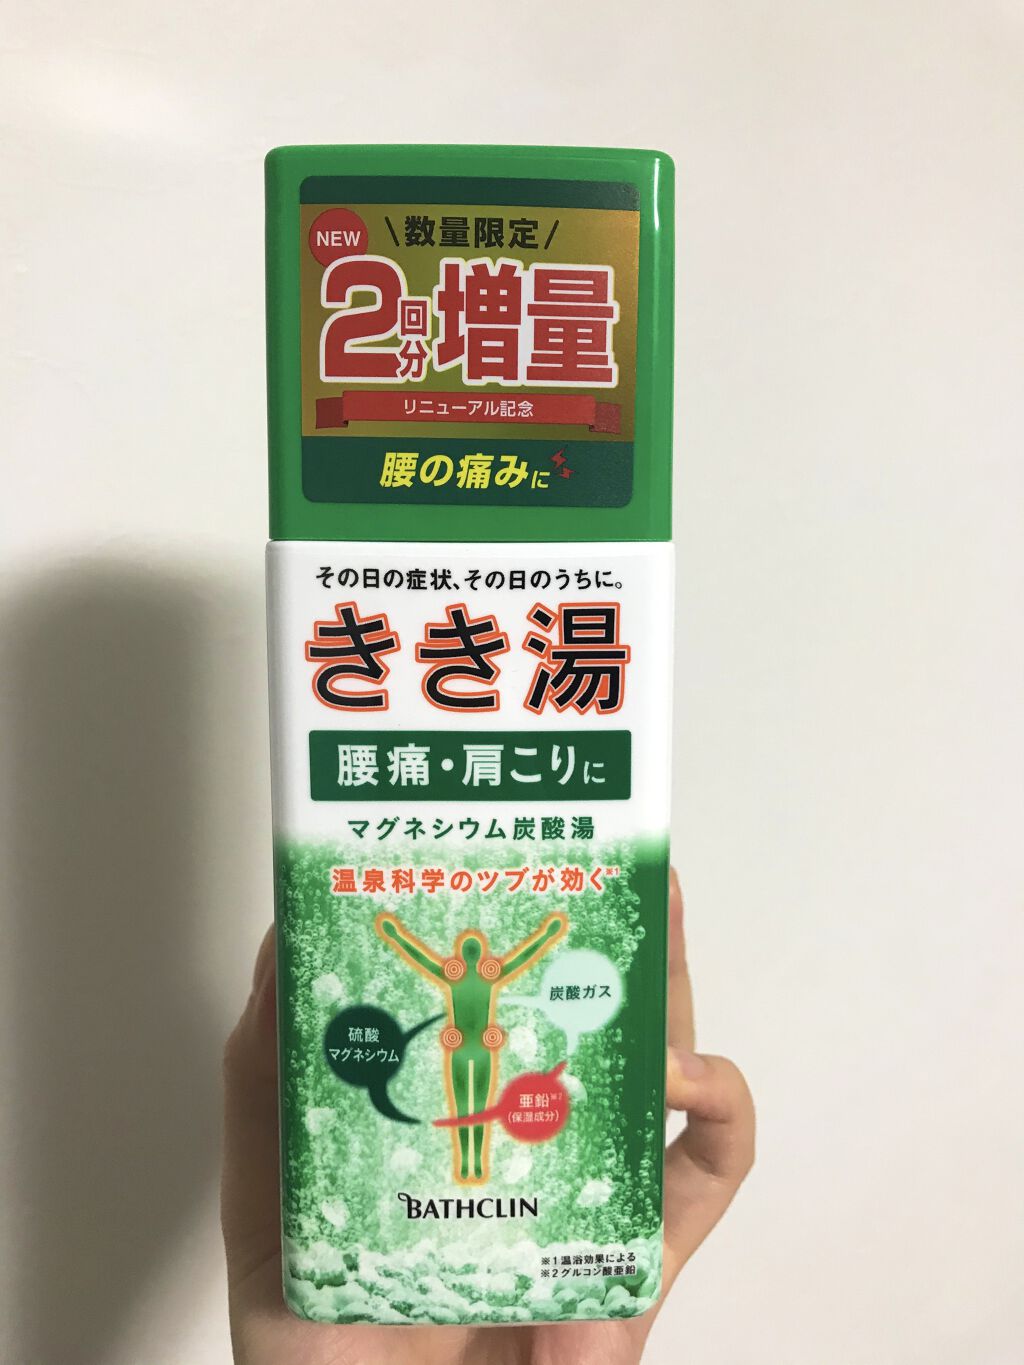 NEW
\数量限定/
2回分増量
リニューアル記念
腰の痛みに
その日の症状、その日のうちに。
きき湯
腰痛・肩こりに
マグネシウム炭酸湯
温泉科学のツブが効く※1
炭酸ガス
硫酸
マグネシウム
亜鉛※2
(保湿成分)
BATHCLIN
※1 温浴効果による
※2 グルコン酸亜鉛